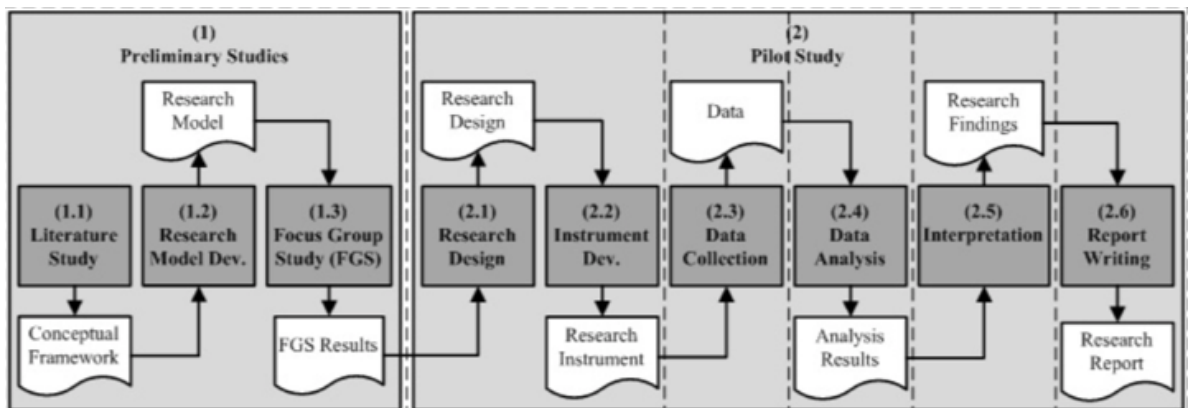 (1)
Preliminary Studies
(2)
Pilot Study
Research
Model
Research
Design
Data
Research
Findings
(1.1)
Literature
Study
(1.2)
Research
Model Dev.
(1.3)
Focus Group
Study (FGS)
(2.1)
Research
Design
(2.2)
Instrument
Dev.
(2.3)
Data
Collection
(2.4)
Data
Analysis
(2.5)
Interpretation
(2.6)
Report
Writing
Conceptual
Framework
FGS Results
Research
Instrument
Analysis
Results
Research
Report